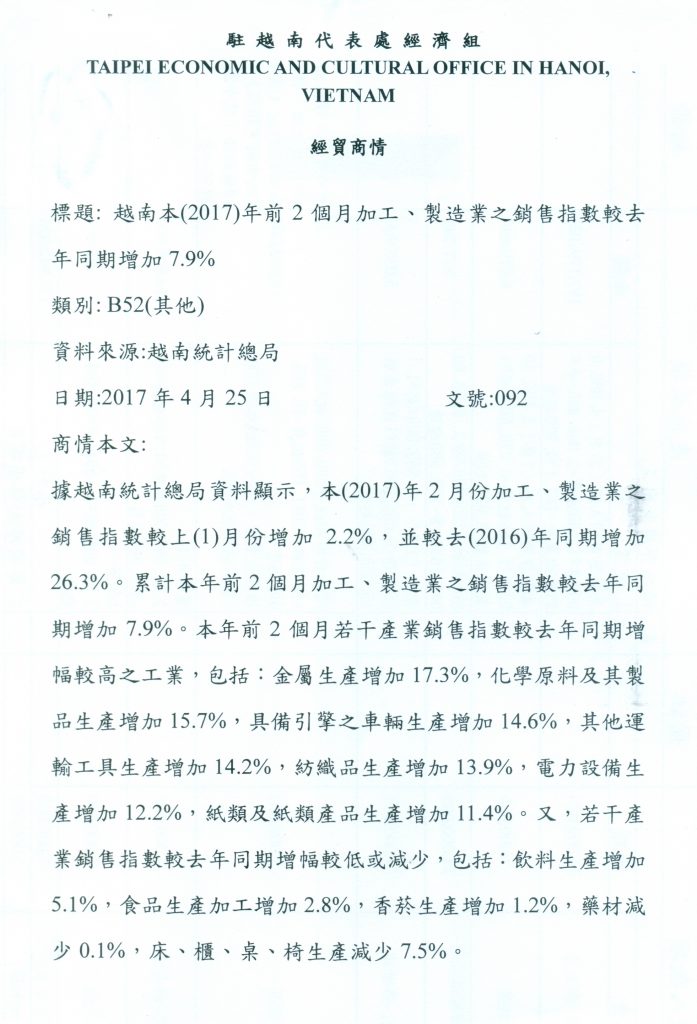 駐越南代表處經濟組
TAIPEI ECONOMIC AND CULTURAL OFFICE IN HANOI,
VIETNAM
經貿商情
標題: 越南本(2017)年前 2 個月加工、製造業之銷售指數較去
年同期增加 7.9%
類別: B52(其他)
資料來源:越南統計總局
日期:2017 年 4 月 25 日 文號:092
商情本文:
據越南統計總局資料顯示，本(2017)年 2 月份加工、製造業之
銷售指數較上(1)月份增加 2.2%，並較去(2016)年同期增加
26.3%。累計本年前 2 個月加工、製造業之銷售指數較去年同
期增加 7.9%。本年前 2 個月若干產業銷售指數較去年同期增
幅較高之工業，包括：金屬生產增加 17.3%，化學原料及其製
品生產增加 15.7%，具備引擎之車輛生產增加 14.6%，其他運
輸工具生產增加 14.2%，紡織品生產增加 13.9%，電力設備生
產增加 12.2%，紙類及紙類產品生產增加 11.4%。又，若干產
業銷售指數較去年同期增幅較低或減少，包括：飲料生產增加
5.1%，食品生產加工增加 2.8%，香菸生產增加 1.2%，藥材減
少 0.1%，床、櫃、桌、椅生產減少 7.5%。